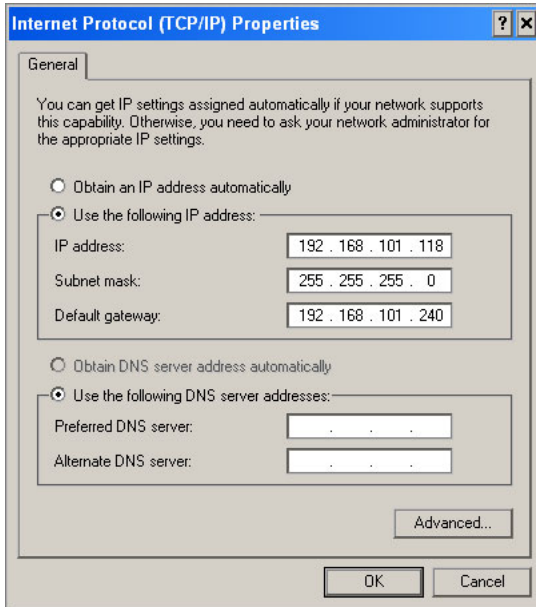 Internet Protocol (TCP/IP) Properties
General
You can get IP settings assigned automatically if your network supports
this capability. Otherwise, you need to ask your network administrator for
the appropriate IP settings.
Obtain an IP address automatically
Use the following IP address:
IP address: 192 . 168 . 101 . 118
Subnet mask: 255 . 255 . 255 . 0
Default gateway: 192 . 168 . 101 . 240
Obtain DNS server address automatically
Use the following DNS server addresses:
Preferred DNS server: . . .
Alternate DNS server: . . .
Advanced...
OK Cancel